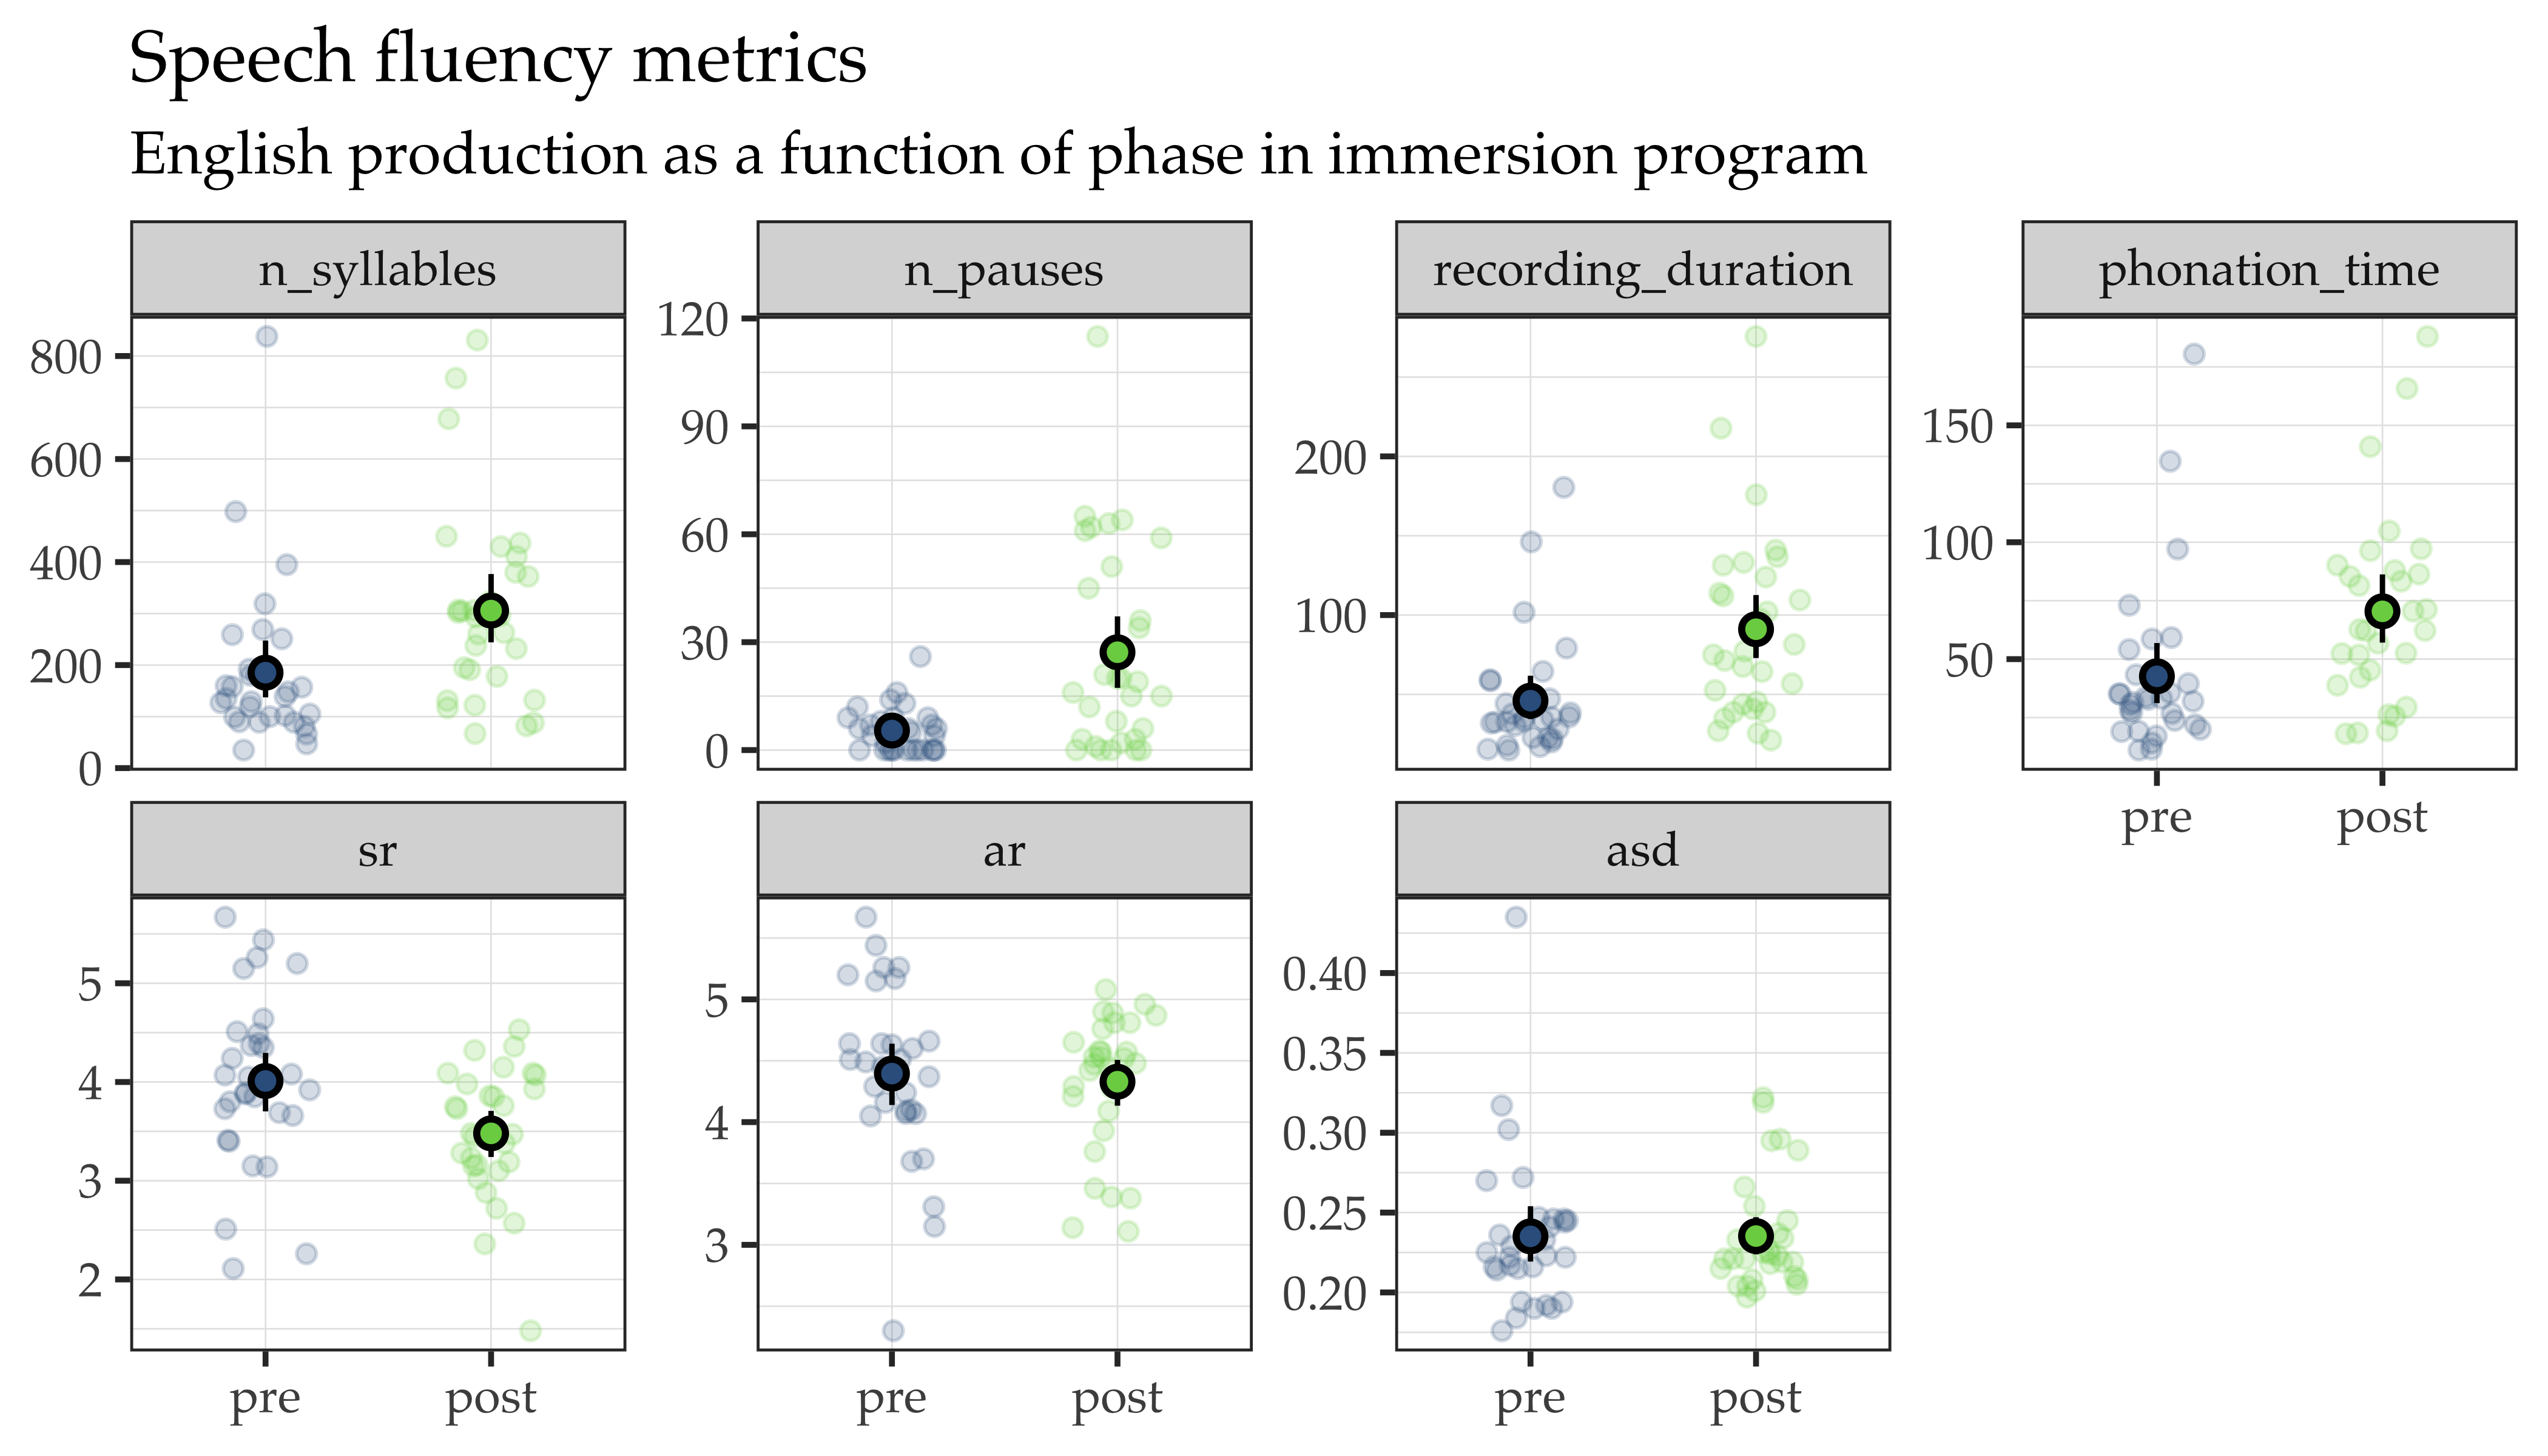 Speech fluency metrics
English production as a function of phase in immersion program
n_syllables
800
600
400
200
0
n_pauses
120
90
60
30
0
recording_duration
200
100
phonation_time
150
100
50
pre post
sr
5
4
3
2
pre post
ar
5
4
3
pre post
asd
0.40
0.35
0.30
0.25
0.20
pre post